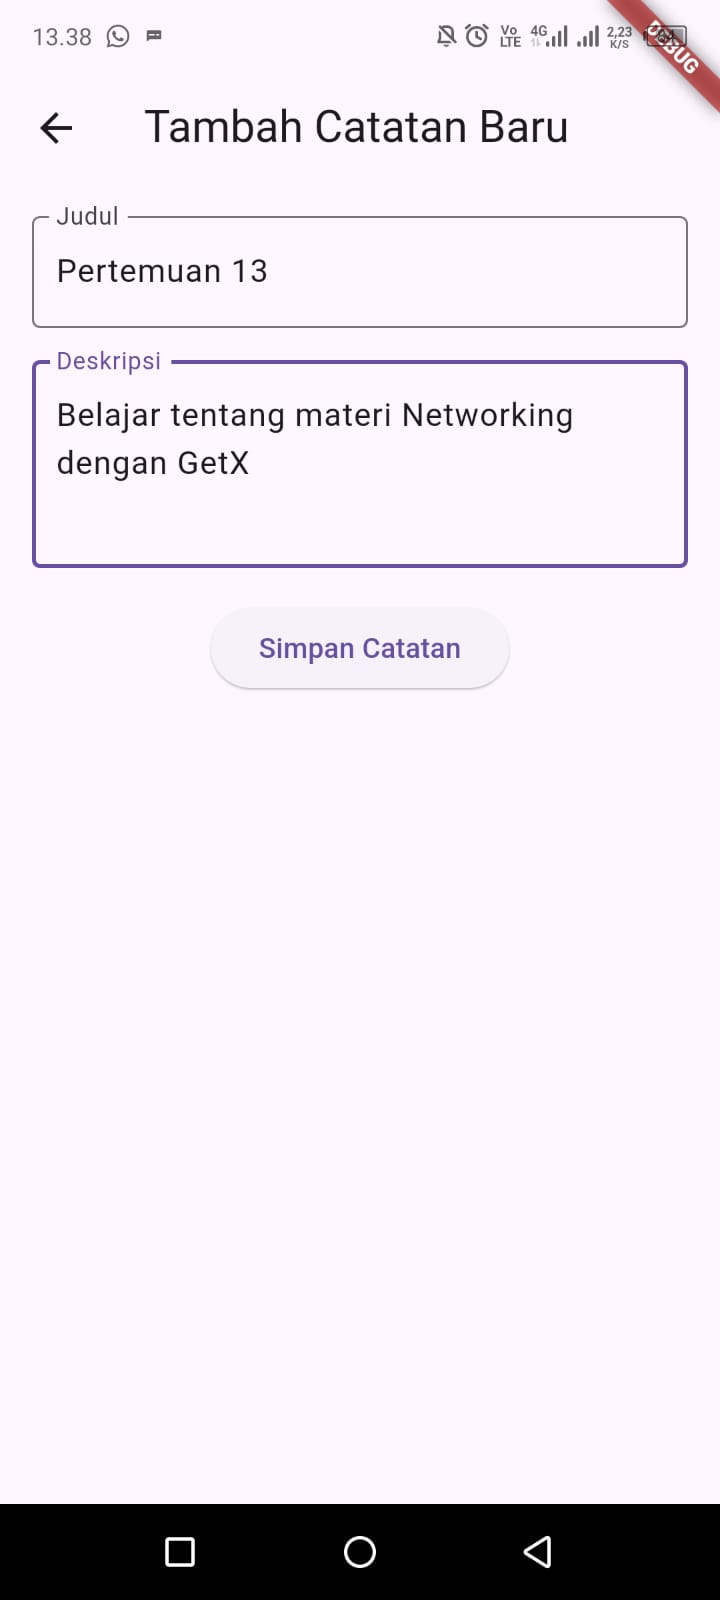 13.38
Vo
LTE
4G
2,23
K/S
DEBUG
Tambah Catatan Baru
Judul
Pertemuan 13
Deskripsi
Belajar tentang materi Networking
dengan GetX
Simpan Catatan